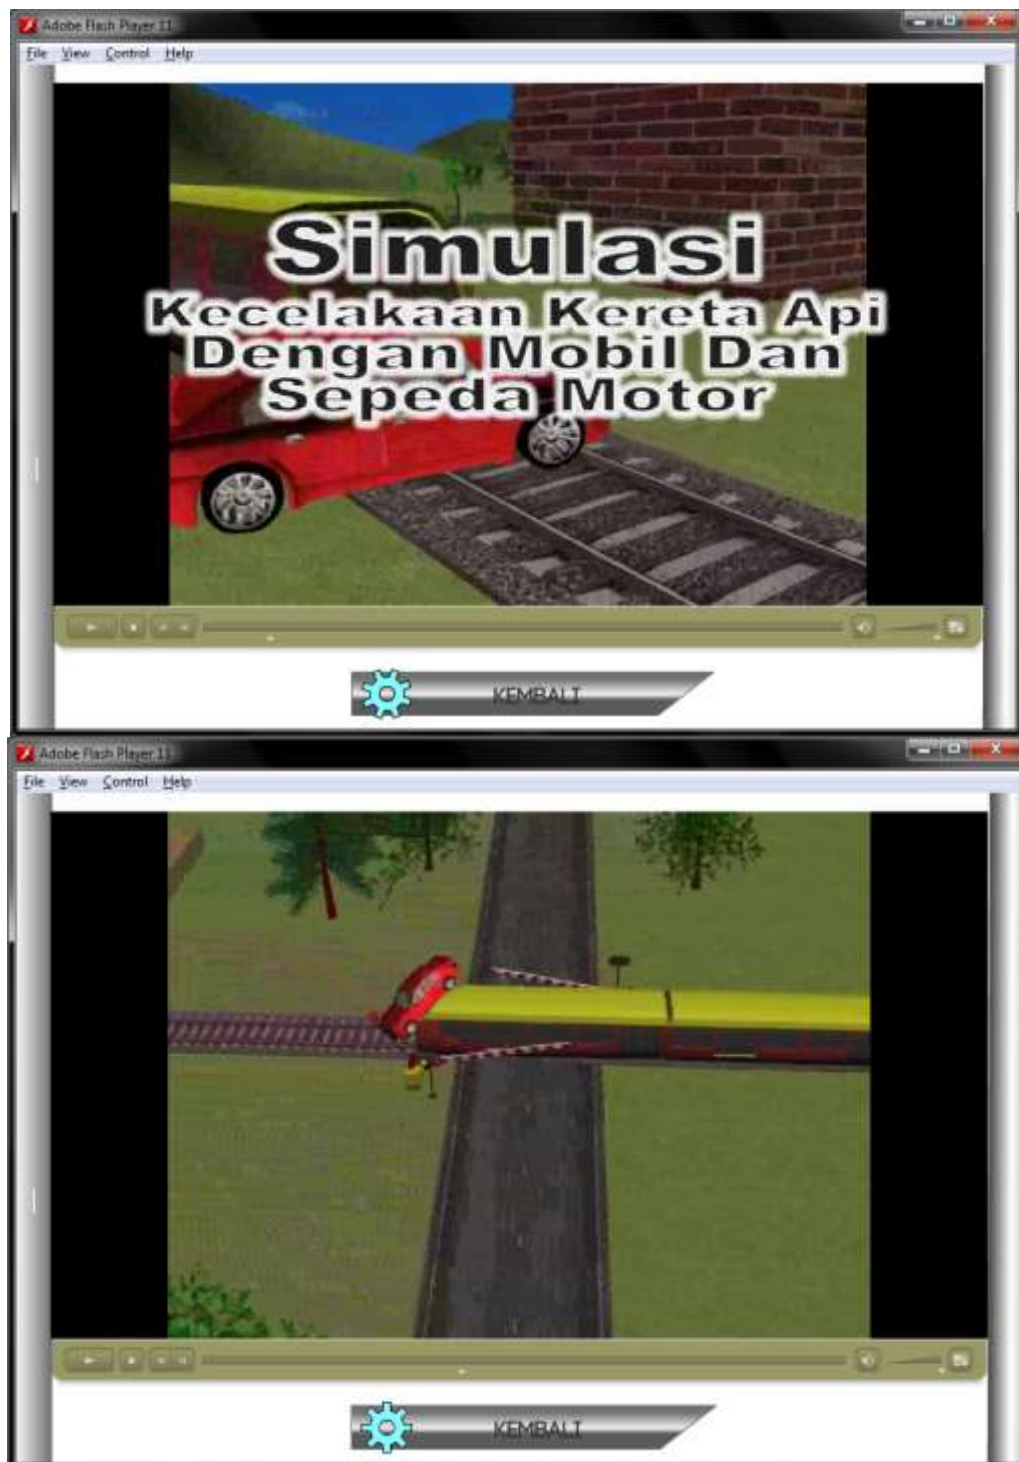 Adobe Flash Player 11
File View Control Help
Simulasi
Kecelakaan Kereta Api
Dengan Mobil Dan
Sepeda Motor
KEMBALI
Adobe Flash Player 11
File View Control Help
KEMBALI